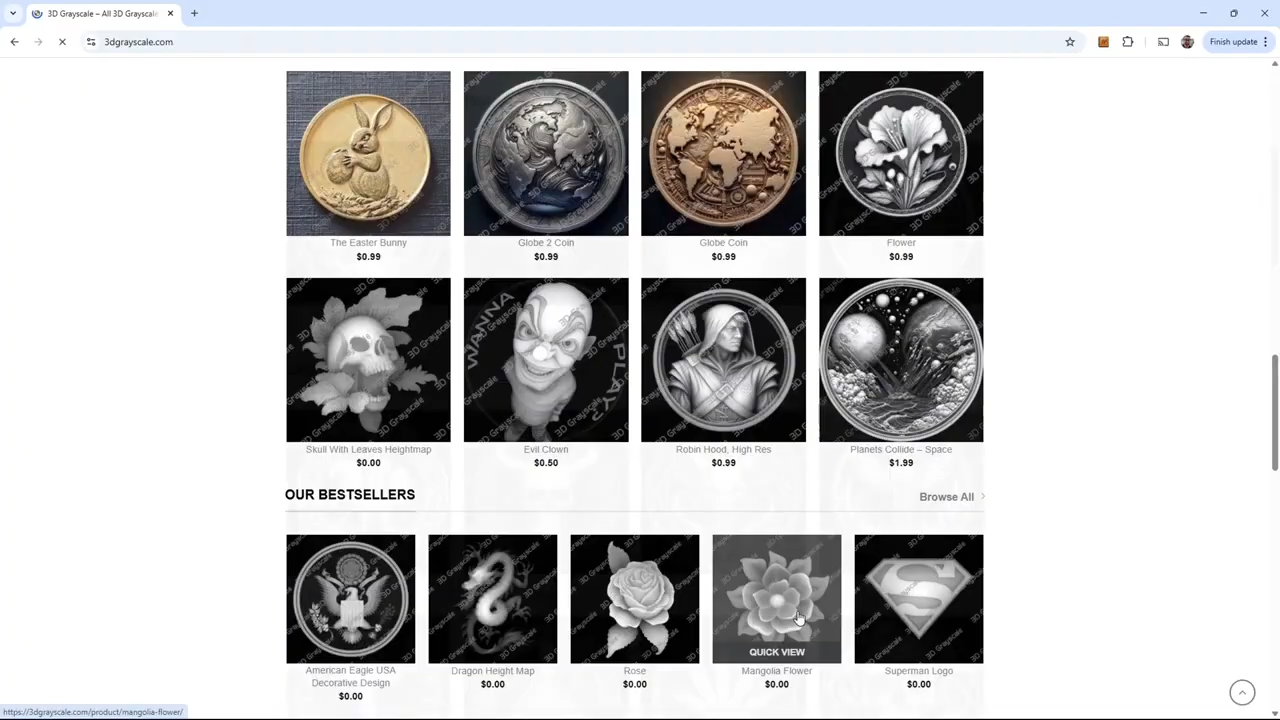 3D Grayscale – All 3D Grayscale
3dgrayscale.com
Finish update
The Easter Bunny
$0.99
Globe 2 Coin
$0.99
Globe Coin
$0.99
Flower
$0.99
WANNA
PLAY?
Skull With Leaves Heightmap
$0.00
Evil Clown
$0.50
Robin Hood, High Res
$0.99
Planets Collide – Space
$1.99
OUR BESTSELLERS
Browse All
QUICK VIEW
American Eagle USA
Decorative Design
$0.00
Dragon Height Map
$0.00
Rose
$0.00
Mangolia Flower
$0.00
Superman Logo
$0.00
https://3dgrayscale.com/product/mangolia-flower/